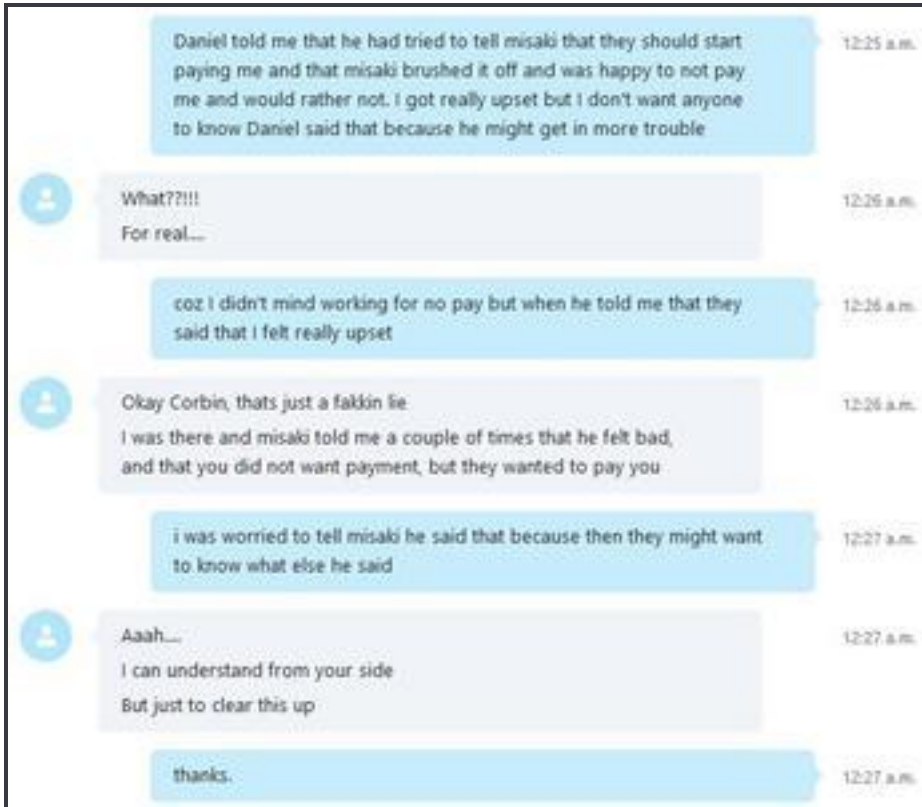 Daniel told me that he had tried to tell misaki that they should start
12:25 a.m.
paying me and that misaki brushed it off and was happy to not pay
me and would rather not. I got really upset but I don't want anyone
to know Daniel said that because he might get in more trouble
What??!!!
12:26 a.m.
For real....
coz I didn't mind working for no pay but when he told me that they
12:26 a.m.
said that I felt really upset
Okay Corbin, thats just a fakkin lie
12:26 a.m.
I was there and misaki told me a couple of times that he felt bad,
and that you did not want payment, but they wanted to pay you
i was worried to tell misaki he said that because then they might want
12:27 a.m.
to know what else he said
Aaah....
12:27 a.m.
I can understand from your side
But just to clear this up
thanks.
12:27 a.m.